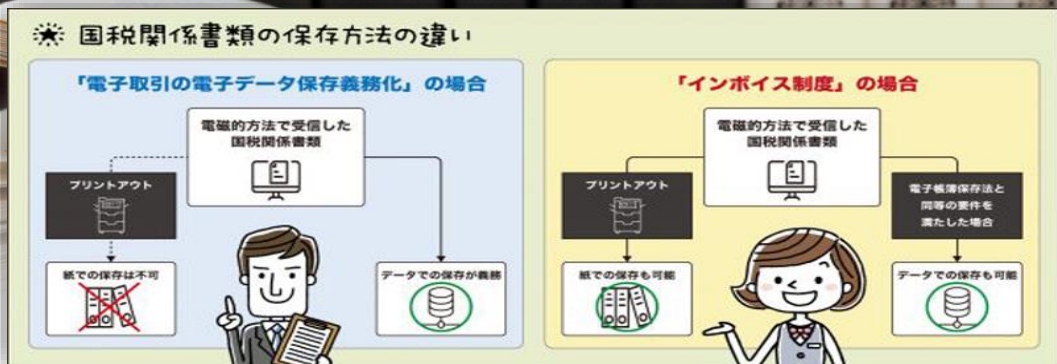 国税関係書類の保存方法の違い
「電子取引の電子データ保存義務化」の場合
電磁的方法で受信した
国税関係書類
プリントアウト
紙での保存は不可
データでの保存が義務
「インボイス制度」の場合
電磁的方法で受信した
国税関係書類
プリントアウト
電子帳簿保存法と
同等の要件を
満たした場合
紙での保存も可能
データでの保存も可能